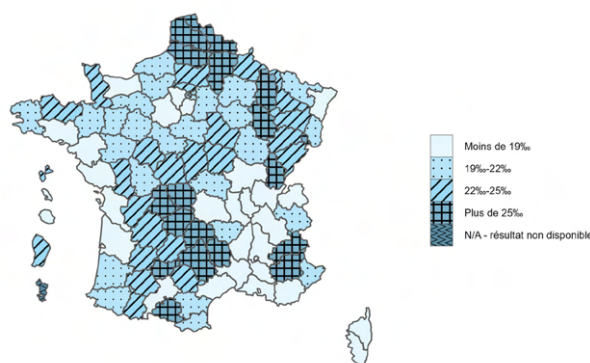 Moins de 19‰
19‰-22‰
22‰-25‰
Plus de 25‰
N/A - résultat non disponible